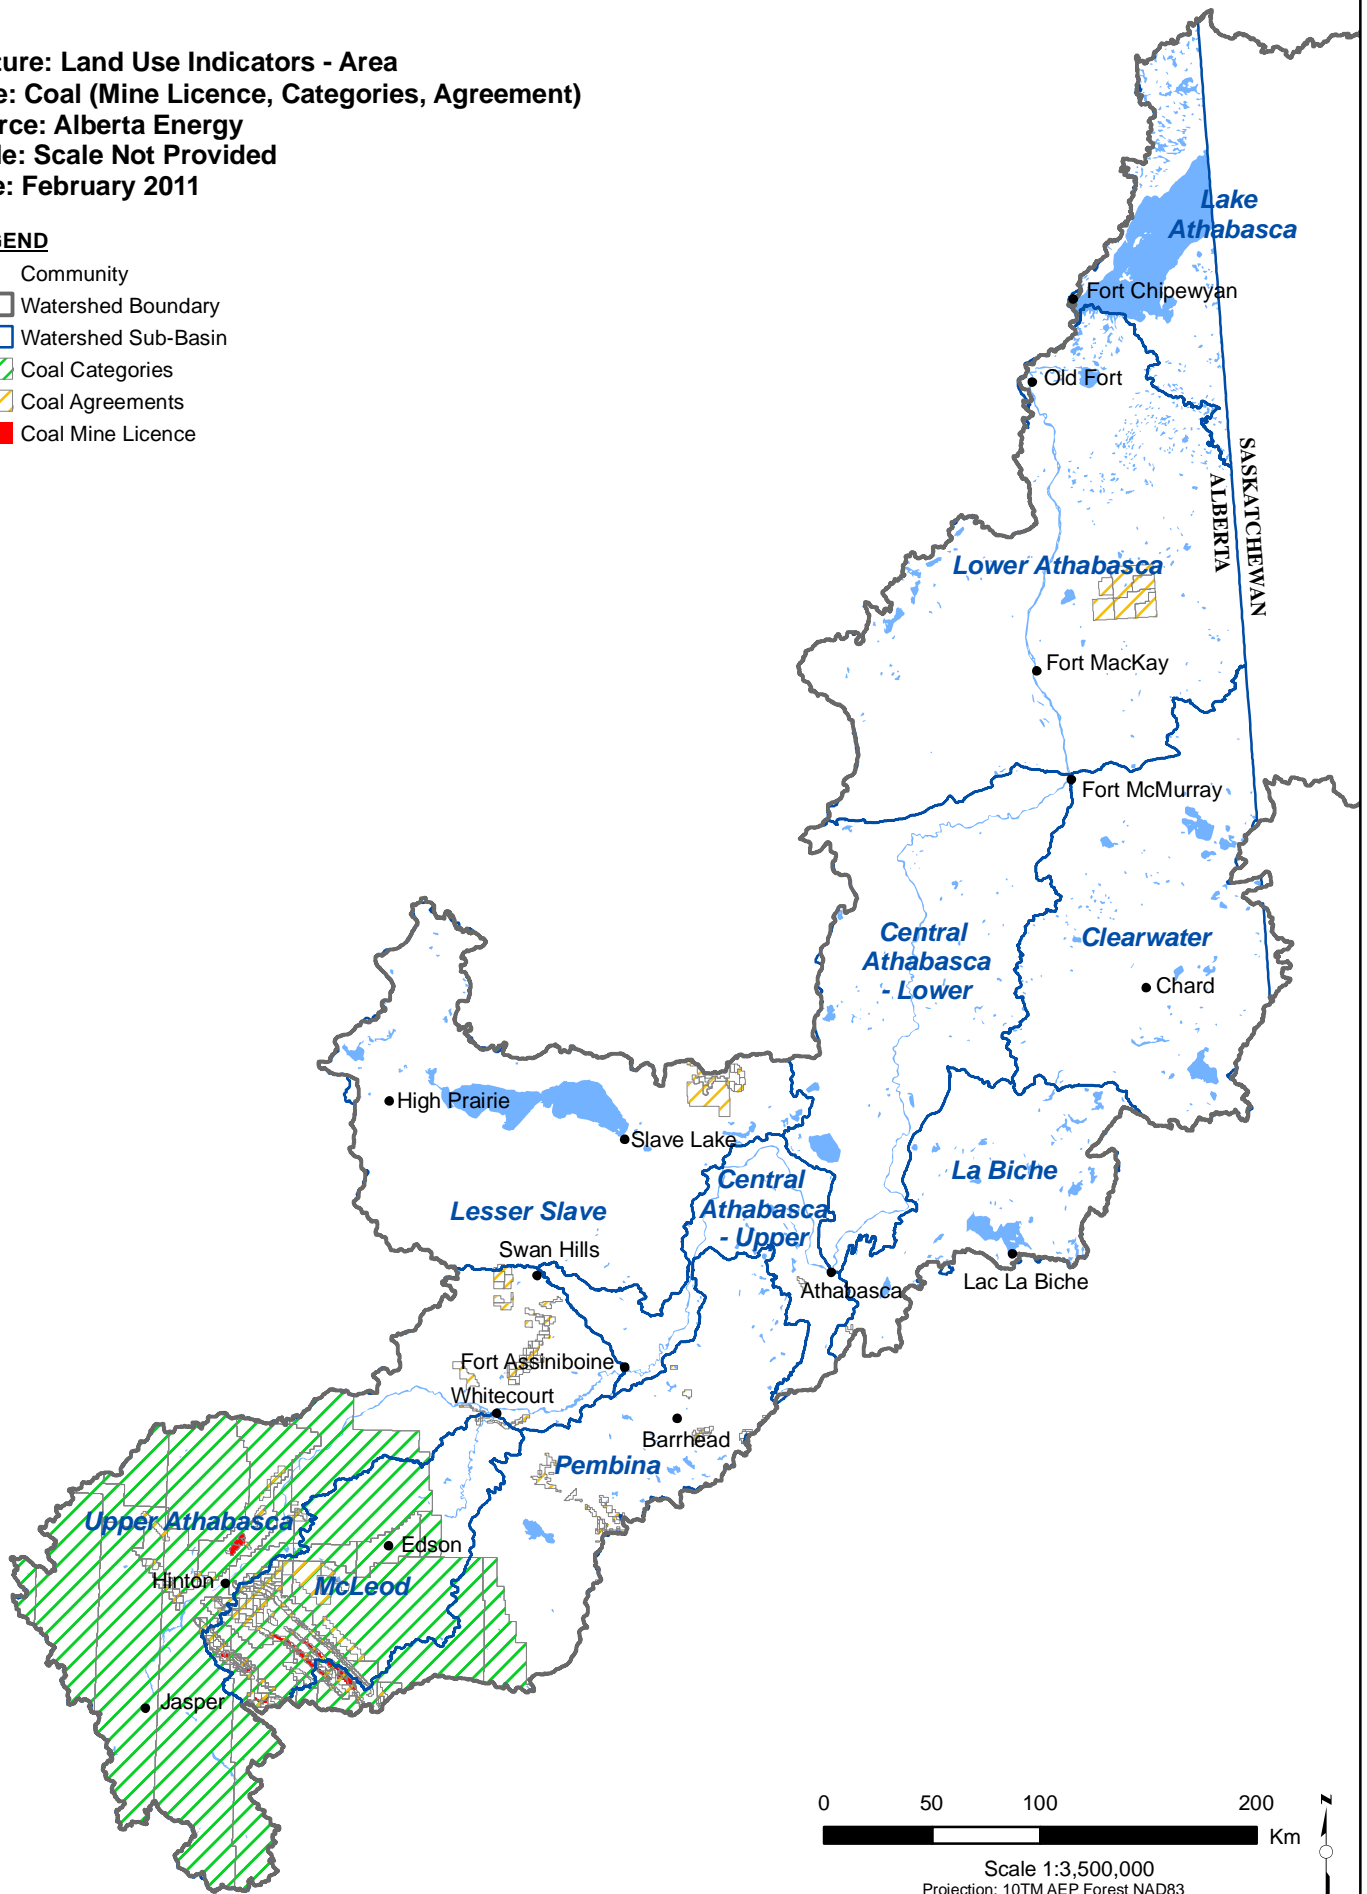 ture: Land Use Indicators - Area
e: Coal (Mine Licence, Categories, Agreement)
rce: Alberta Energy
le: Scale Not Provided
e: February 2011
GEND
Community
Watershed Boundary
Watershed Sub-Basin
Coal Categories
Coal Agreements
Coal Mine Licence
Lake
Athabasca
Fort Chipewyan
Old Fort
SASKATCHEWAN
ALBERTA
Lower Athabasca
Fort MacKay
Fort McMurray
Central
Athabasca
- Lower
Clearwater
Chard
High Prairie
Slave Lake
La Biche
Central
Athabasca
- Upper
Lesser Slave
Swan Hills
Athabasca
Lac La Biche
Fort Assiniboine
Whitecourt
Barrhead
Pembina
Upper Athabasca
Edson
Hinton
McLeod
Jasper
0 50 100 200
Km
N
Scale 1:3,500,000
Projection: 10TM AEP Forest NAD83